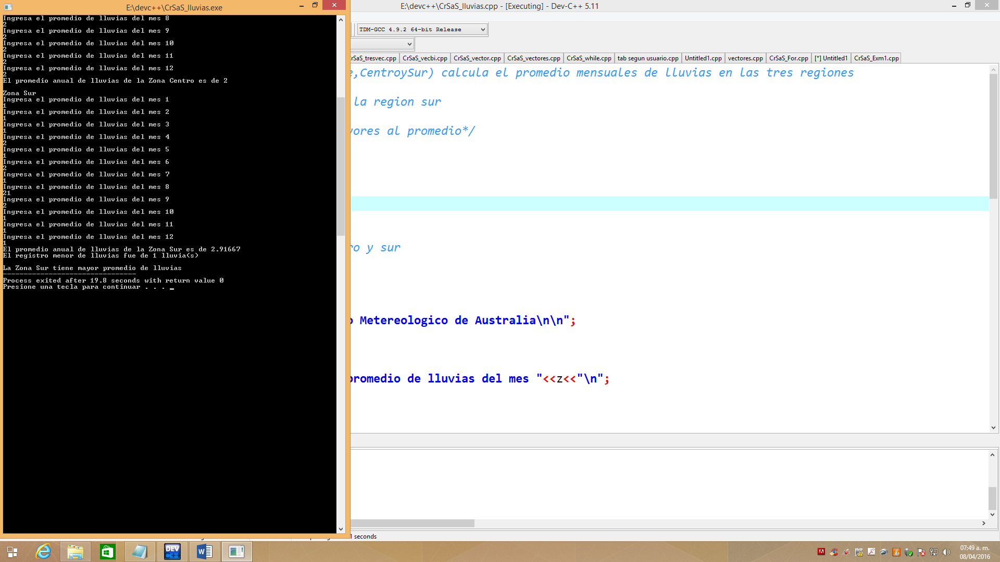 E:\devc++\CrSaS_lluvias.exe
Ingresa el promedio de lluvias del mes 8
2
Ingresa el promedio de lluvias del mes 9
2
Ingresa el promedio de lluvias del mes 10
2
Ingresa el promedio de lluvias del mes 11
2
Ingresa el promedio de lluvias del mes 12
2
El promedio anual de lluvias de la Zona Centro es de 2
Zona Sur
Ingresa el promedio de lluvias del mes 1
1
Ingresa el promedio de lluvias del mes 2
1
Ingresa el promedio de lluvias del mes 3
1
Ingresa el promedio de lluvias del mes 4
2
Ingresa el promedio de lluvias del mes 5
1
Ingresa el promedio de lluvias del mes 6
2
Ingresa el promedio de lluvias del mes 7
1
Ingresa el promedio de lluvias del mes 8
21
Ingresa el promedio de lluvias del mes 9
2
Ingresa el promedio de lluvias del mes 10
1
Ingresa el promedio de lluvias del mes 11
1
Ingresa el promedio de lluvias del mes 12
1
El promedio anual de lluvias de la Zona Sur es de 2.91667
El registro menor de lluvias fue de 1 lluvia(s)
La Zona Sur tiene mayor promedio de lluvias
--------------------------------
Process exited after 19.8 seconds with return value 0
Presione una tecla para continuar . . .
E:\devc++\CrSaS_lluvias.cpp - [Executing] - Dev-C++ 5.11
TDM-GCC 4.9.2 64-bit Release
rSaS_tresvec.cpp CrSaS_vecbi.cpp CrSaS_vector.cpp CrSaS_vectores.cpp CrSaS_while.cpp tab segun usuario.cpp Untitled1.cpp vectores.cpp CrSaS_For.cpp [*] Untitled1 CrSaS_Exm1.cpp
e,CentroySur) calcula el promedio mensuales de lluvias en las tres regiones
la region sur
yores al promedio*/
ro y sur
o Metereologico de Australia\n\n";
promedio de lluvias del mes "<<z<<"\n";
1 seconds
DEV C++
07:49 a. m.
08/04/2016